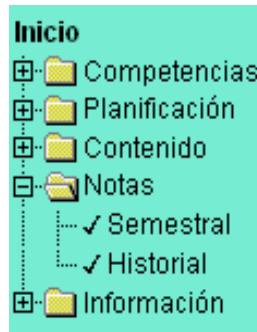 Inicio
Competencias
Planificación
Contenido
Notas
Semestral
Historial
Información